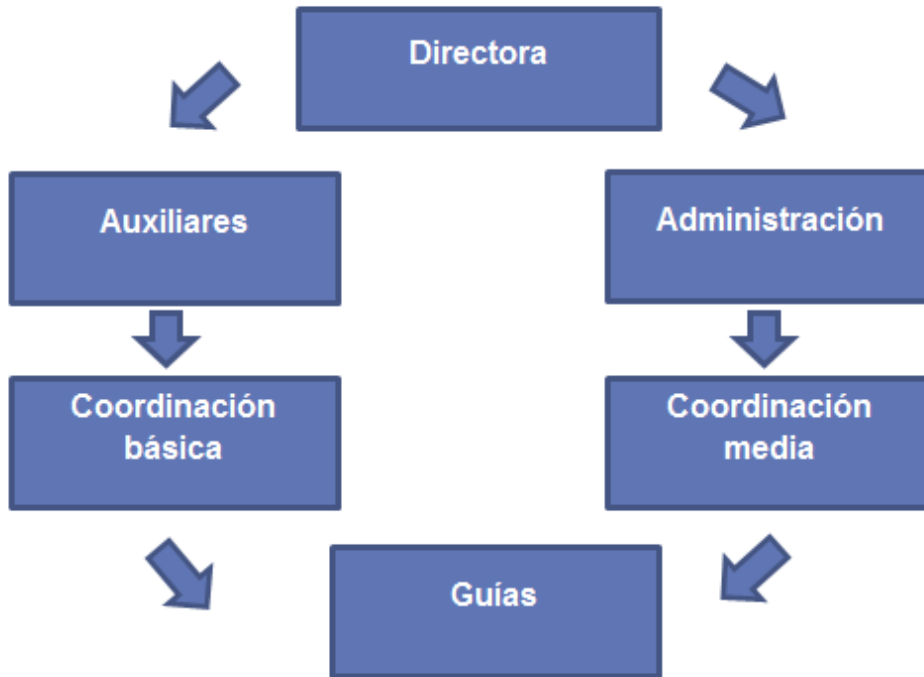 Directora
Auxiliares
Administración
Coordinación
básica
Coordinación
media
Guías